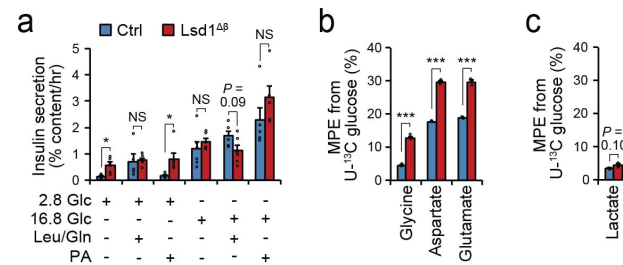 a
Ctrl Lsd1Δβ
Insulin secretion
(% content/hr)
5
4
3
2
1
0
*
NS
*
NS
P =
0.09
NS
2.8 Glc + + + - - -
16.8 Glc - - - + + +
Leu/Gln - + - - + -
PA - - + - - +
b
MPE from
U-¹³C glucose (%)
40
30
20
10
0
***
***
***
Glycine
Aspartate
Glutamate
c
MPE from
U-¹³C glucose (%)
40
30
20
10
0
P =
0.10
Lactate